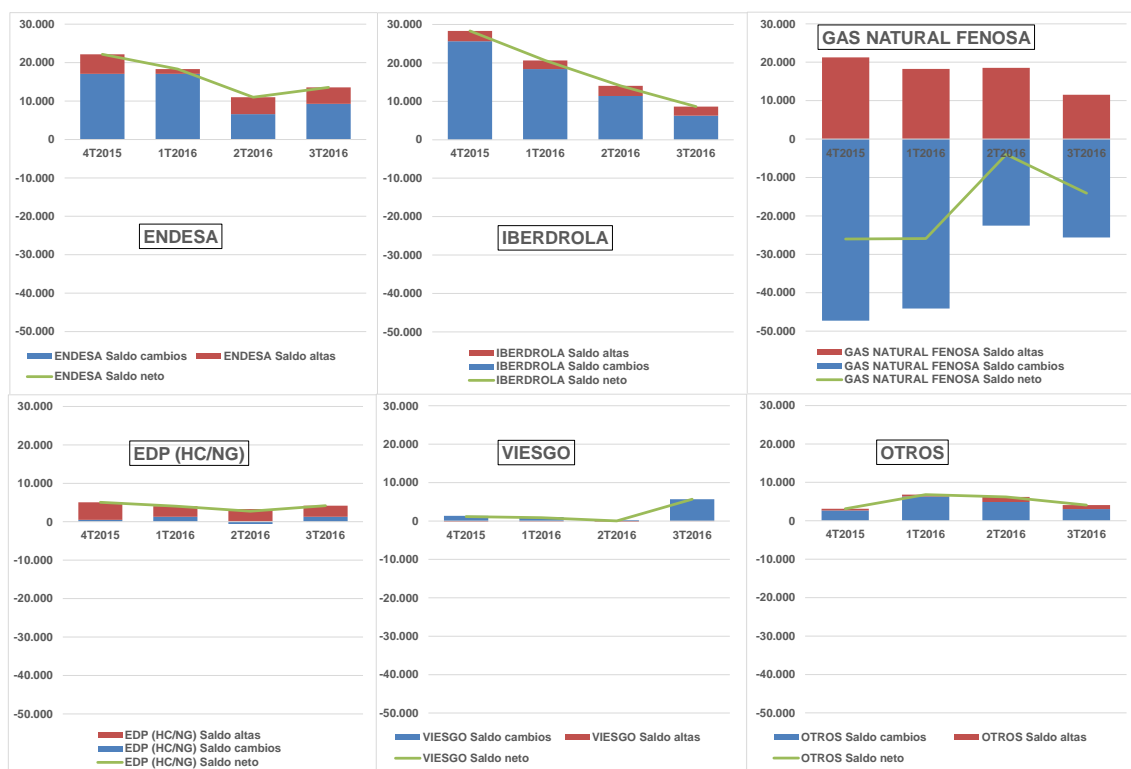 30.000
20.000
10.000
0
-10.000
-20.000
-30.000
-40.000
-50.000
4T2015 1T2016 2T2016 3T2016
ENDESA
ENDESA Saldo cambios ENDESA Saldo altas
ENDESA Saldo neto
30.000
20.000
10.000
0
-10.000
-20.000
-30.000
-40.000
-50.000
4T2015 1T2016 2T2016 3T2016
IBERDROLA
IBERDROLA Saldo altas
IBERDROLA Saldo cambios
IBERDROLA Saldo neto
30.000
20.000
10.000
0
-10.000
-20.000
-30.000
-40.000
-50.000
GAS NATURAL FENOSA
4T2015 1T2016 2T2016 3T2016
GAS NATURAL FENOSA Saldo altas
GAS NATURAL FENOSA Saldo cambios
GAS NATURAL FENOSA Saldo neto
30.000
20.000
10.000
0
-10.000
-20.000
-30.000
-40.000
-50.000
EDP (HC/NG)
4T2015 1T2016 2T2016 3T2016
EDP (HC/NG) Saldo altas
EDP (HC/NG) Saldo cambios
EDP (HC/NG) Saldo neto
30.000
20.000
10.000
0
-10.000
-20.000
-30.000
-40.000
-50.000
VIESGO
4T2015 1T2016 2T2016 3T2016
VIESGO Saldo cambios VIESGO Saldo altas
VIESGO Saldo neto
30.000
20.000
10.000
0
-10.000
-20.000
-30.000
-40.000
-50.000
OTROS
4T2015 1T2016 2T2016 3T2016
OTROS Saldo cambios OTROS Saldo altas
OTROS Saldo neto